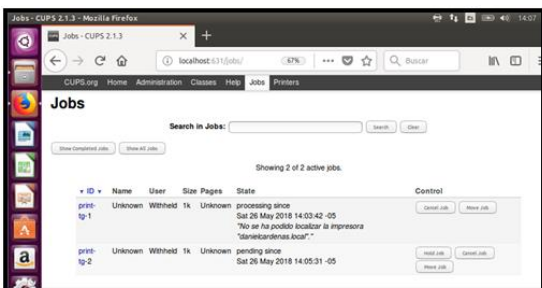 Jobs - CUPS 2.1.3 - Mozilla Firefox
14:07
Jobs - CUPS 2.1.3
localhost:631/jobs/
67%
Buscar
CUPS.org Home Administration Classes Help Jobs Printers
Jobs
Search in Jobs:
Search
Clear
Show Completed Jobs
Show All Jobs
Showing 2 of 2 active jobs.
ID Name User Size Pages State Control
print-tg-1 Unknown Withheld 1k Unknown processing since
Sat 26 May 2018 14:03:42 -05
"No se ha podido localizar la impresora
"danielcardenas.local"."
Cancel Job
Move Job
print-tg-2 Unknown Withheld 1k Unknown pending since
Sat 26 May 2018 14:05:31 -05
Hold Job
Cancel Job
Move Job